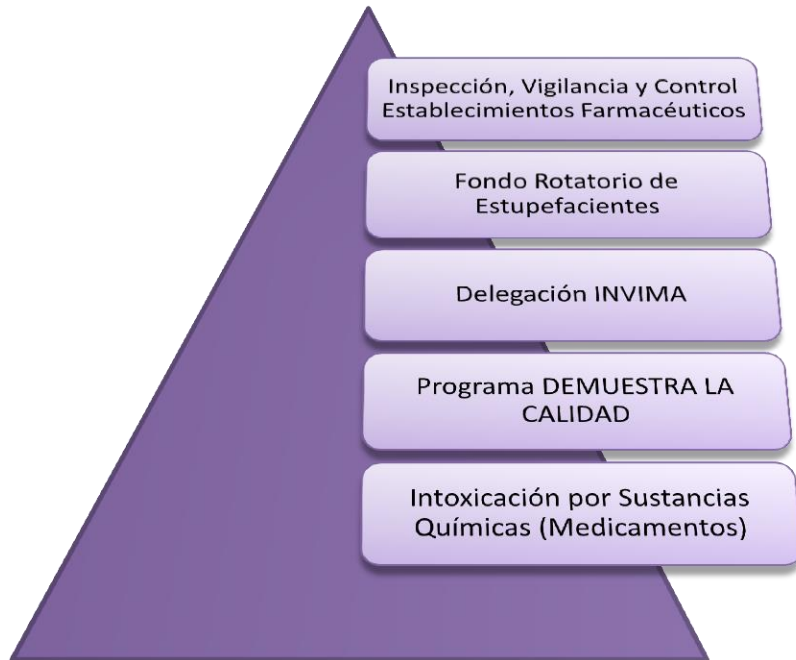 Inspección, Vigilancia y Control
Establecimientos Farmacéuticos
Fondo Rotatorio de
Estupefacientes
Delegación INVIMA
Programa DEMUESTRA LA
CALIDAD
Intoxicación por Sustancias
Químicas (Medicamentos)